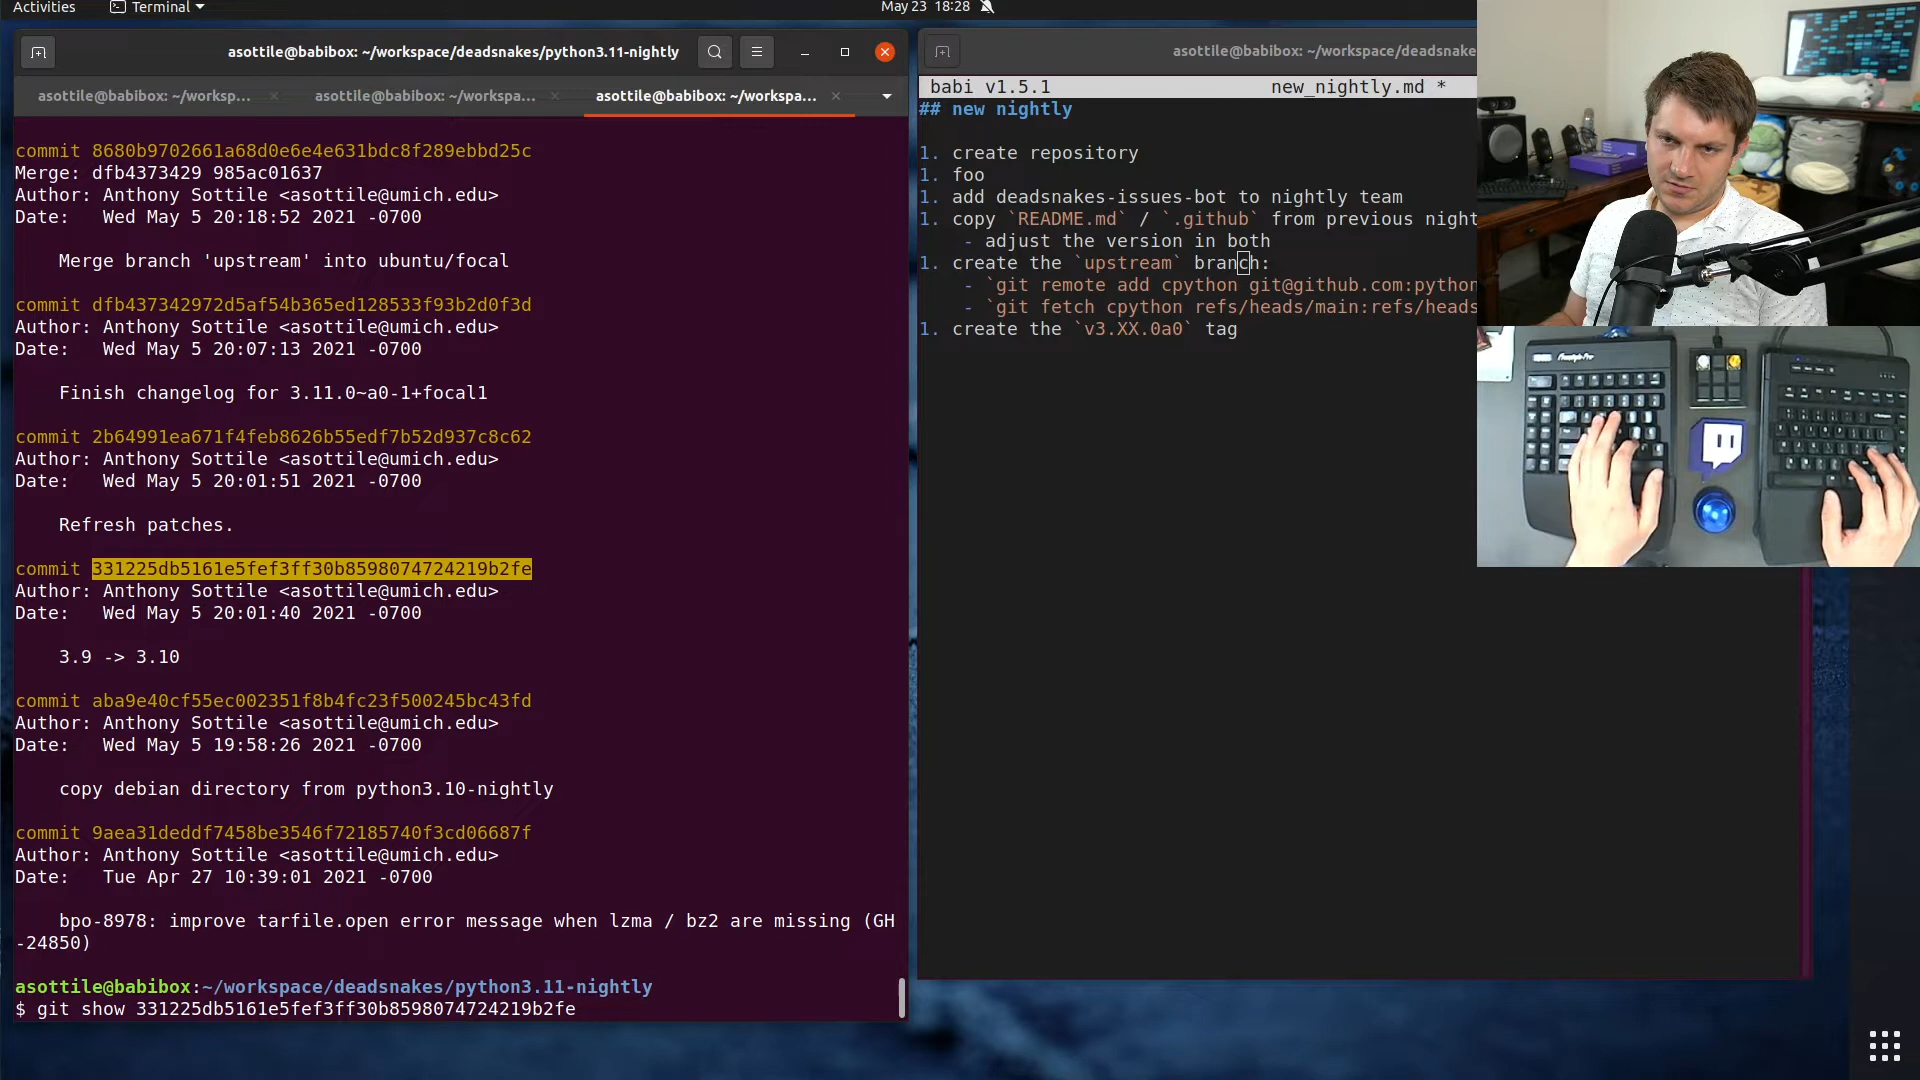 Activities
Terminal
May 23 18:28
asottile@babibox: ~/workspace/deadsnakes/python3.11-nightly
asottile@babibox: ~/worksp...
asottile@babibox: ~/workspa...
asottile@babibox: ~/workspa...
commit 8680b9702661a68d0e6e4e631bdc8f289ebbd25c
Merge: dfb4373429 985ac01637
Author: Anthony Sottile <asottile@umich.edu>
Date:   Wed May 5 20:18:52 2021 -0700
Merge branch 'upstream' into ubuntu/focal
commit dfb437342972d5af54b365ed128533f93b2d0f3d
Author: Anthony Sottile <asottile@umich.edu>
Date:   Wed May 5 20:07:13 2021 -0700
Finish changelog for 3.11.0~a0-1+focal1
commit 2b64991ea671f4feb8626b55edf7b52d937c8c62
Author: Anthony Sottile <asottile@umich.edu>
Date:   Wed May 5 20:01:51 2021 -0700
Refresh patches.
commit 331225db5161e5fef3ff30b8598074724219b2fe
Author: Anthony Sottile <asottile@umich.edu>
Date:   Wed May 5 20:01:40 2021 -0700
3.9 -> 3.10
commit aba9e40cf55ec002351f8b4fc23f500245bc43fd
Author: Anthony Sottile <asottile@umich.edu>
Date:   Wed May 5 19:58:26 2021 -0700
copy debian directory from python3.10-nightly
commit 9aea31deddf7458be3546f72185740f3cd06687f
Author: Anthony Sottile <asottile@umich.edu>
Date:   Tue Apr 27 10:39:01 2021 -0700
bpo-8978: improve tarfile.open error message when lzma / bz2 are missing (GH
-24850)
asottile@babibox:~/workspace/deadsnakes/python3.11-nightly
$ git show 331225db5161e5fef3ff30b8598074724219b2fe
asottile@babibox: ~/workspace/deadsnake
babi v1.5.1 new_nightly.md *
## new nightly
1. create repository
1. foo
1. add deadsnakes-issues-bot to nightly team
1. copy `README.md` / `.github` from previous night
- adjust the version in both
1. create the `upstream` branch:
- `git remote add cpython git@github.com:python
- `git fetch cpython refs/heads/main:refs/heads
1. create the `v3.XX.0a0` tag
Freestyle Pro